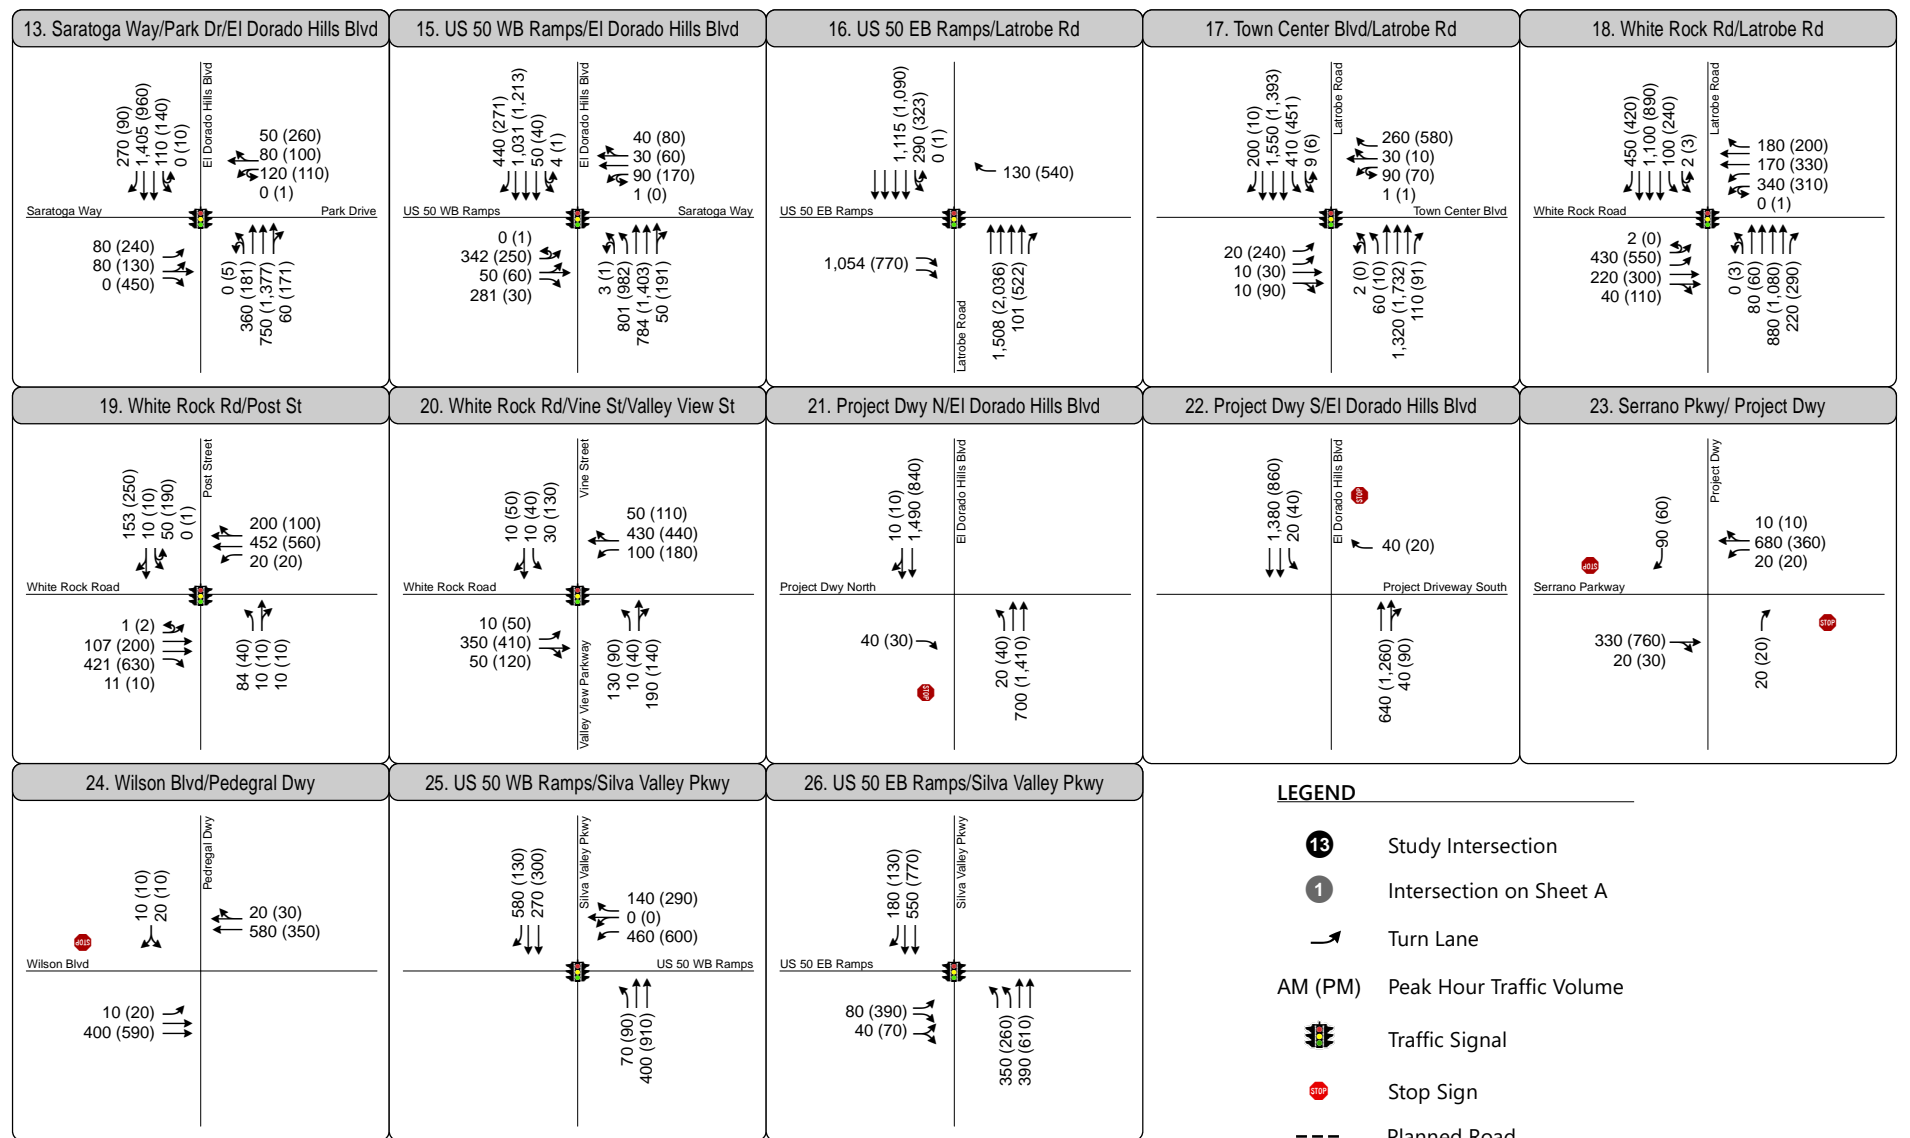 13. Saratoga Way/Park Dr/El Dorado Hills Blvd
270 (90)
1,405 (960)
110 (140)
0 (10)
El Dorado Hills Blvd
50 (260)
80 (100)
120 (110)
0 (1)
Saratoga Way
Park Drive
80 (240)
80 (130)
0 (450)
0 (5)
360 (181)
750 (1,377)
60 (171)
15. US 50 WB Ramps/El Dorado Hills Blvd
440 (271)
1,031 (1,213)
50 (40)
4 (1)
El Dorado Hills Blvd
40 (80)
30 (60)
90 (170)
1 (0)
US 50 WB Ramps
Saratoga Way
0 (1)
342 (250)
50 (60)
281 (30)
3 (1)
801 (982)
784 (1,403)
50 (191)
16. US 50 EB Ramps/Latrobe Rd
1,115 (1,090)
290 (323)
0 (1)
130 (540)
US 50 EB Ramps
1,054 (770)
Latrobe Road
1,508 (2,036)
101 (522)
17. Town Center Blvd/Latrobe Rd
200 (10)
1,550 (1,393)
410 (451)
9 (6)
Latrobe Road
260 (580)
30 (10)
90 (70)
1 (1)
Town Center Blvd
20 (240)
10 (30)
10 (90)
2 (0)
60 (10)
1,320 (1,732)
110 (91)
18. White Rock Rd/Latrobe Rd
450 (420)
1,100 (890)
100 (240)
2 (3)
Latrobe Road
180 (200)
170 (330)
340 (310)
0 (1)
White Rock Road
2 (0)
430 (550)
220 (300)
40 (110)
0 (3)
80 (60)
880 (1,080)
220 (290)
19. White Rock Rd/Post St
153 (250)
10 (10)
50 (190)
0 (1)
Post Street
200 (100)
452 (560)
20 (20)
White Rock Road
1 (2)
107 (200)
421 (630)
11 (10)
84 (40)
10 (10)
10 (10)
20. White Rock Rd/Vine St/Valley View St
10 (50)
10 (40)
30 (130)
Vine Street
50 (110)
430 (440)
100 (180)
White Rock Road
10 (50)
350 (410)
50 (120)
Valley View Parkway
130 (90)
10 (40)
190 (140)
21. Project Dwy N/El Dorado Hills Blvd
10 (10)
1,490 (840)
El Dorado Hills Blvd
Project Dwy North
40 (30)
STOP
20 (40)
700 (1,410)
22. Project Dwy S/El Dorado Hills Blvd
1,380 (860)
20 (40)
El Dorado Hills Blvd
STOP
40 (20)
Project Driveway South
640 (1,260)
40 (90)
23. Serrano Pkwy/ Project Dwy
90 (60)
Project Dwy
10 (10)
680 (360)
20 (20)
STOP
Serrano Parkway
330 (760)
20 (30)
20 (20)
STOP
24. Wilson Blvd/Pedegral Dwy
10 (10)
20 (10)
Pedregal Dwy
20 (30)
580 (350)
STOP
Wilson Blvd
10 (20)
400 (590)
25. US 50 WB Ramps/Silva Valley Pkwy
580 (130)
270 (300)
Silva Valley Pkwy
140 (290)
0 (0)
460 (600)
US 50 WB Ramps
70 (90)
400 (910)
26. US 50 EB Ramps/Silva Valley Pkwy
180 (130)
550 (770)
Silva Valley Pkwy
US 50 EB Ramps
80 (390)
40 (70)
350 (260)
390 (610)
LEGEND
13 Study Intersection
1 Intersection on Sheet A
Turn Lane
AM (PM) Peak Hour Traffic Volume
Traffic Signal
STOP Stop Sign
Planned Road